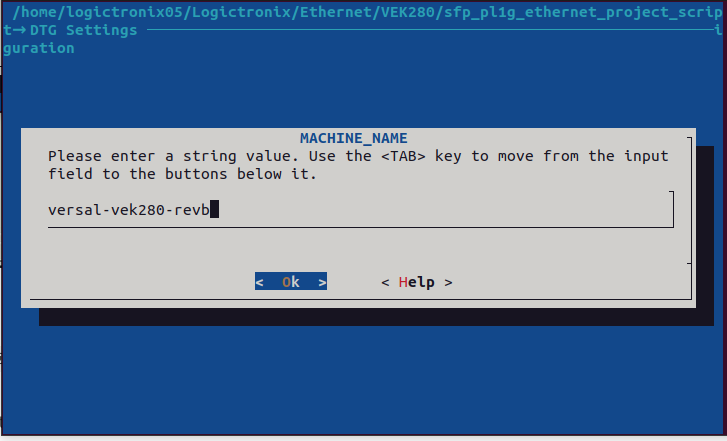 /home/logictronix05/Logictronix/Ethernet/VEK280/sfp_pl1g_ethernet_project_scrip
t→DTG Settings ─────────────────────────────i
guration
MACHINE_NAME
Please enter a string value. Use the <TAB> key to move from the input
field to the buttons below it.
versal-vek280-revb
< Ok > < Help >